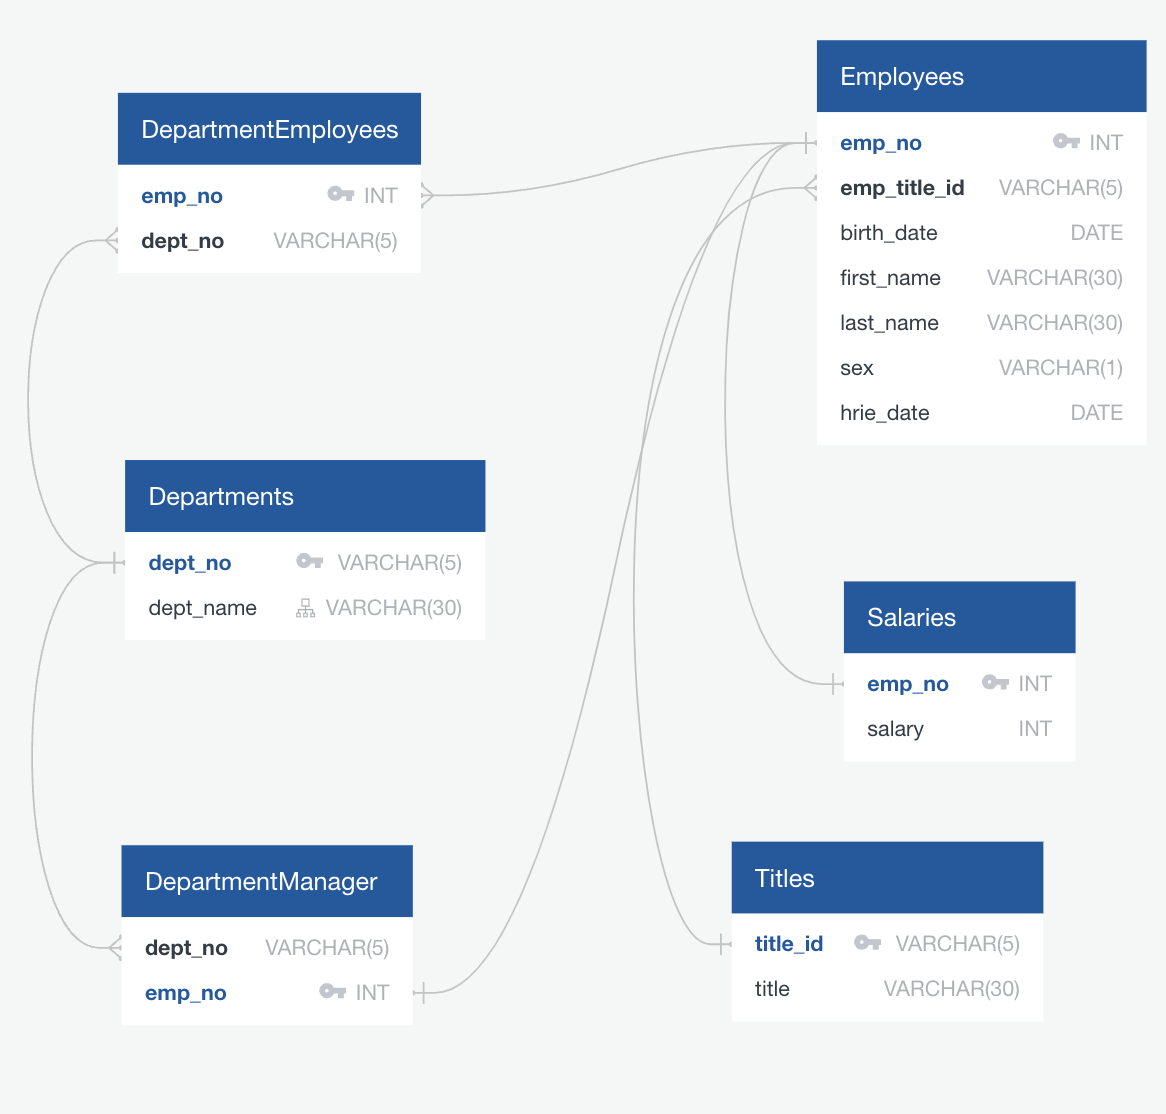 DepartmentEmployees
emp_no INT
dept_no VARCHAR(5)
Employees
emp_no INT
emp_title_id VARCHAR(5)
birth_date DATE
first_name VARCHAR(30)
last_name VARCHAR(30)
sex VARCHAR(1)
hrie_date DATE
Departments
dept_no VARCHAR(5)
dept_name VARCHAR(30)
Salaries
emp_no INT
salary INT
DepartmentManager
dept_no VARCHAR(5)
emp_no INT
Titles
title_id VARCHAR(5)
title VARCHAR(30)